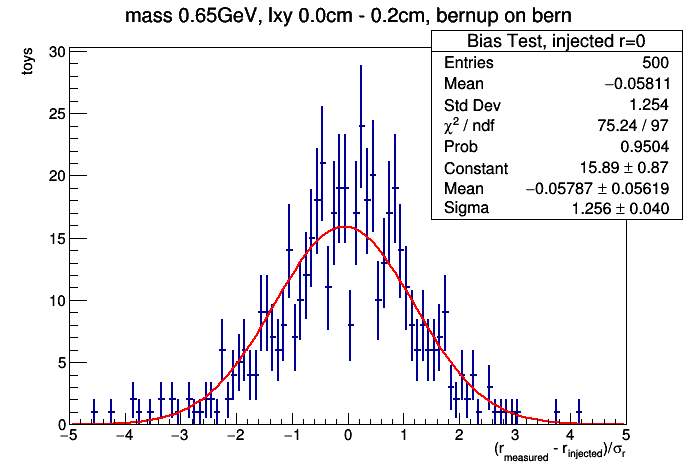 mass 0.65GeV, lxy 0.0cm - 0.2cm, bernup on bern
Bias Test, injected r=0
Entries 500
Mean −0.05811
Std Dev 1.254
χ² / ndf 75.24 / 97
Prob 0.9504
Constant 15.89 ± 0.87
Mean −0.05787 ± 0.05619
Sigma 1.256 ± 0.040
toys
30
25
20
15
10
5
0
−5 −4 −3 −2 −1 0 1 2 3 4 5
(r_measured - r_injected)/σ_r